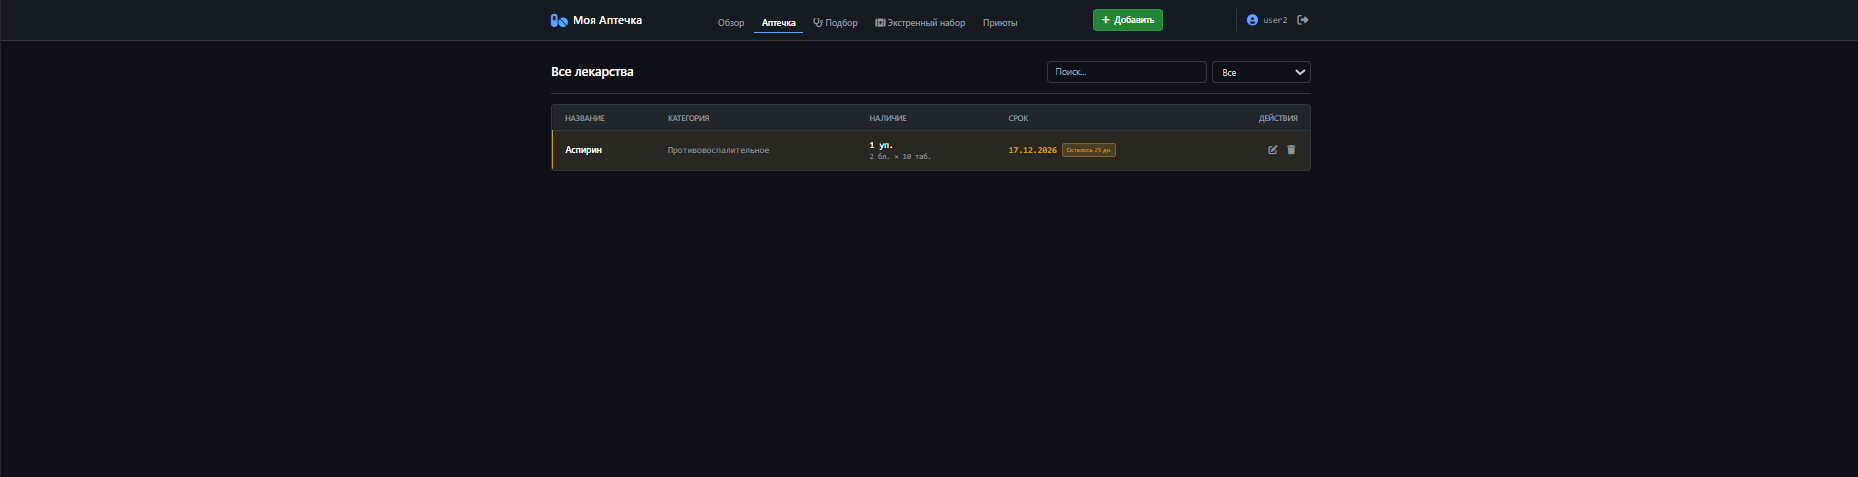 Моя Аптечка
Обзор Аптечка Подбор Экстренный набор Приюты
+ Добавить
user2
Все лекарства
Поиск...
Все
НАЗВАНИЕ КАТЕГОРИЯ НАЛИЧИЕ СРОК ДЕЙСТВИЯ
Аспирин Противовоспалительное 1 уп. 17.12.2026 Осталось 25 дн.
2 бл. × 10 таб.